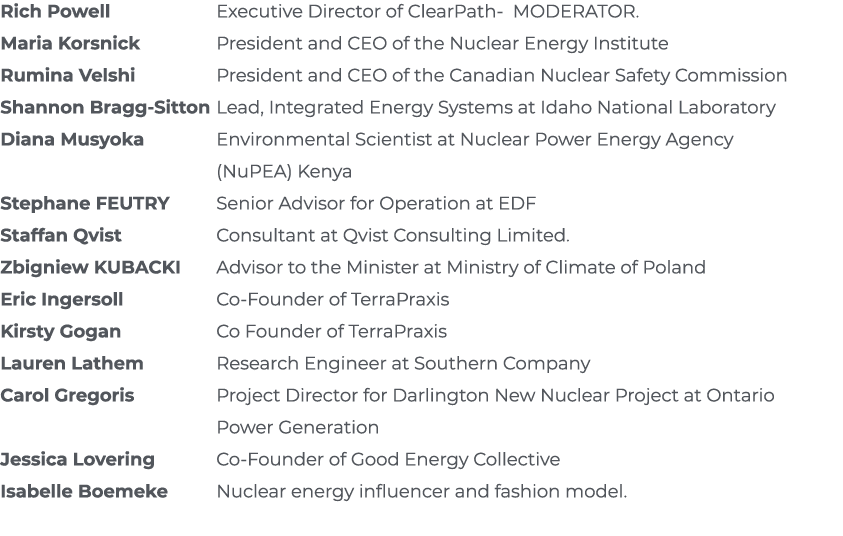 Rich Powell Executive Director of ClearPath-  MODERATOR.
Maria Korsnick President and CEO of the Nuclear Energy Institute
Rumina Velshi President and CEO of the Canadian Nuclear Safety Commission
Shannon Bragg-Sitton Lead, Integrated Energy Systems at Idaho National Laboratory
Diana Musyoka Environmental Scientist at Nuclear Power Energy Agency
(NuPEA) Kenya
Stephane FEUTRY Senior Advisor for Operation at EDF
Staffan Qvist Consultant at Qvist Consulting Limited.
Zbigniew KUBACKI Advisor to the Minister at Ministry of Climate of Poland
Eric Ingersoll Co-Founder of TerraPraxis
Kirsty Gogan Co Founder of TerraPraxis
Lauren Lathem Research Engineer at Southern Company
Carol Gregoris Project Director for Darlington New Nuclear Project at Ontario
Power Generation
Jessica Lovering Co-Founder of Good Energy Collective
Isabelle Boemeke Nuclear energy influencer and fashion model.